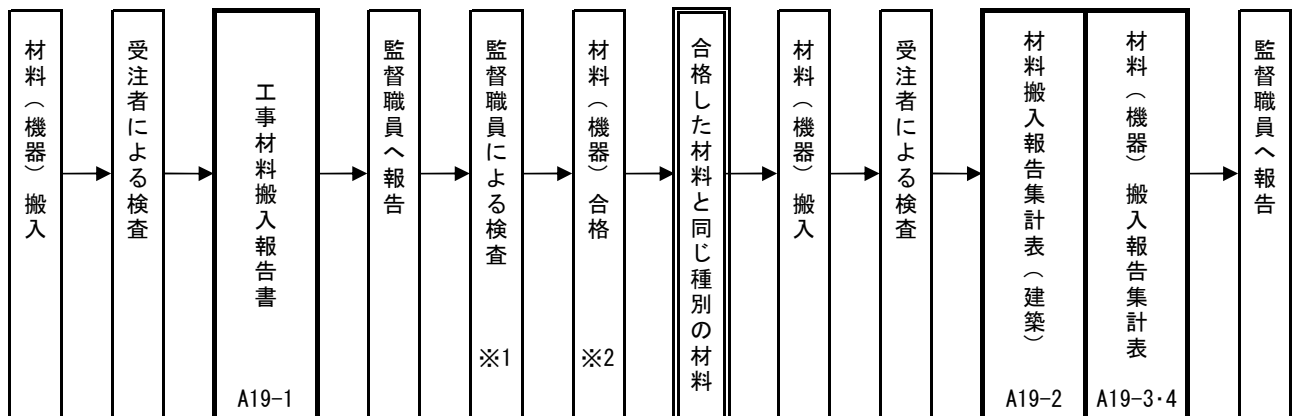 材料（機器）搬入
受注者による検査
工事材料搬入報告書
A19-1
監督職員へ報告
監督職員による検査
※1
材料（機器）合格
※2
合格した材料と同じ種別の材料
材料（機器）搬入
受注者による検査
材料搬入報告集計表（建築）
A19-2
材料（機器）搬入報告集計表
A19-3･4
監督職員へ報告